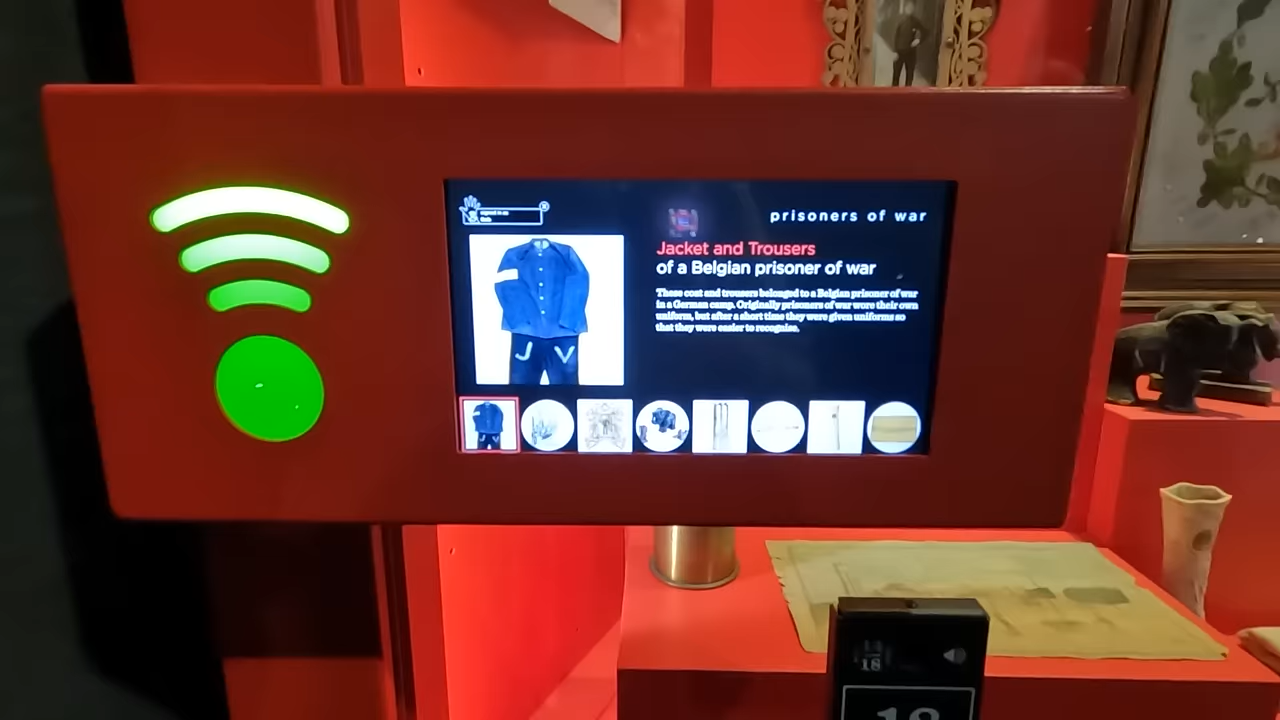 prisoners of war
Jacket and Trousers
of a Belgian prisoner of war
These coat and trousers belonged to a Belgian prisoner of war
in a German camp. Originally prisoners of war wore their own
uniform, but after a short time they were given uniforms so
that they were easier to recognise.
J V
18
18